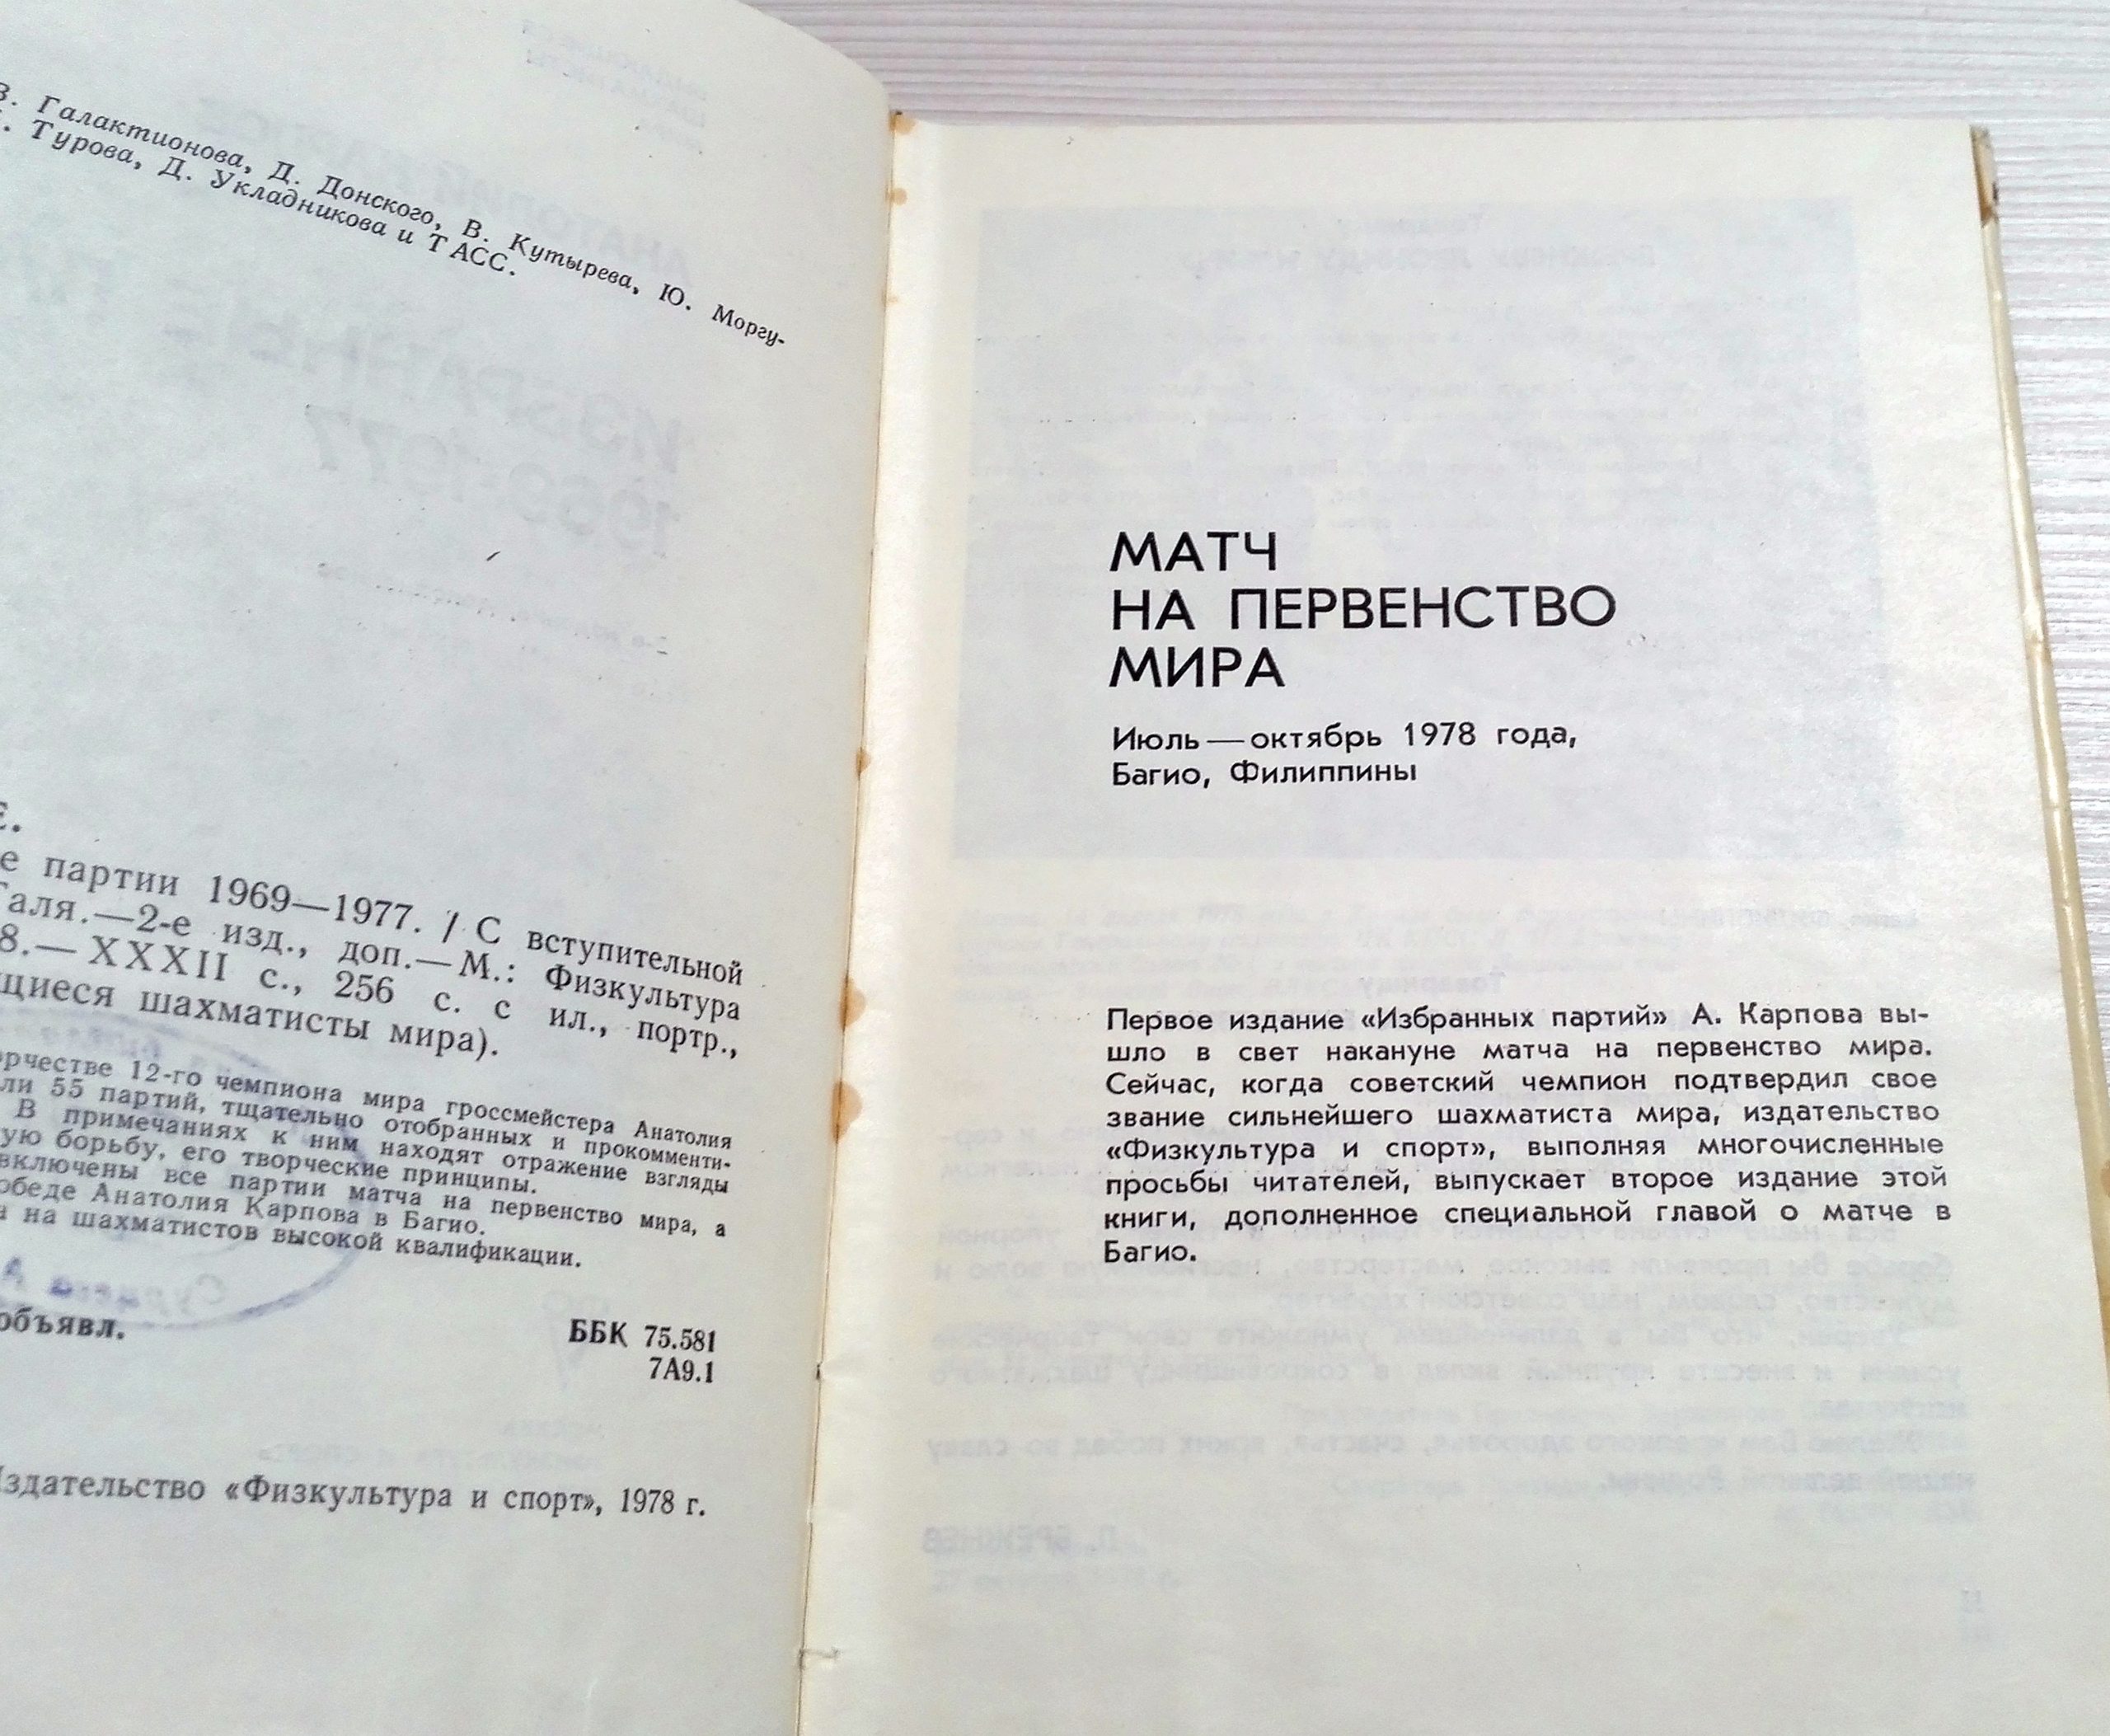 В. Галактионова, Д. Донского, В. Кутырева, Ю. Моргу-
Турова, Д. Укладникова и ТАСС.
Е.
е партии 1969—1977. / С вступительной
Таля.—2-е изд., доп.—М.: Физкультура
8.— XXXII с., 256 с. с ил., портр.,
щиеся шахматисты мира).
орчестве 12-го чемпиона мира гроссмейстера Анатолия
ли 55 партий, тщательно отобранных и прокомменти-
В примечаниях к ним находят отражение взгляды
ую борьбу, его творческие принципы.
включены все партии матча на первенство мира, а
обеде Анатолия Карпова в Багио.
а на шахматистов высокой квалификации.
объявл.
ББК 75.581
7А9.1
Издательство «Физкультура и спорт», 1978 г.
МАТЧ
НА ПЕРВЕНСТВО
МИРА
Июль—октябрь 1978 года,
Багио, Филиппины
Первое издание «Избранных партий» А. Карпова вы-
шло в свет накануне матча на первенство мира.
Сейчас, когда советский чемпион подтвердил свое
звание сильнейшего шахматиста мира, издательство
«Физкультура и спорт», выполняя многочисленные
просьбы читателей, выпускает второе издание этой
книги, дополненное специальной главой о матче в
Багио.